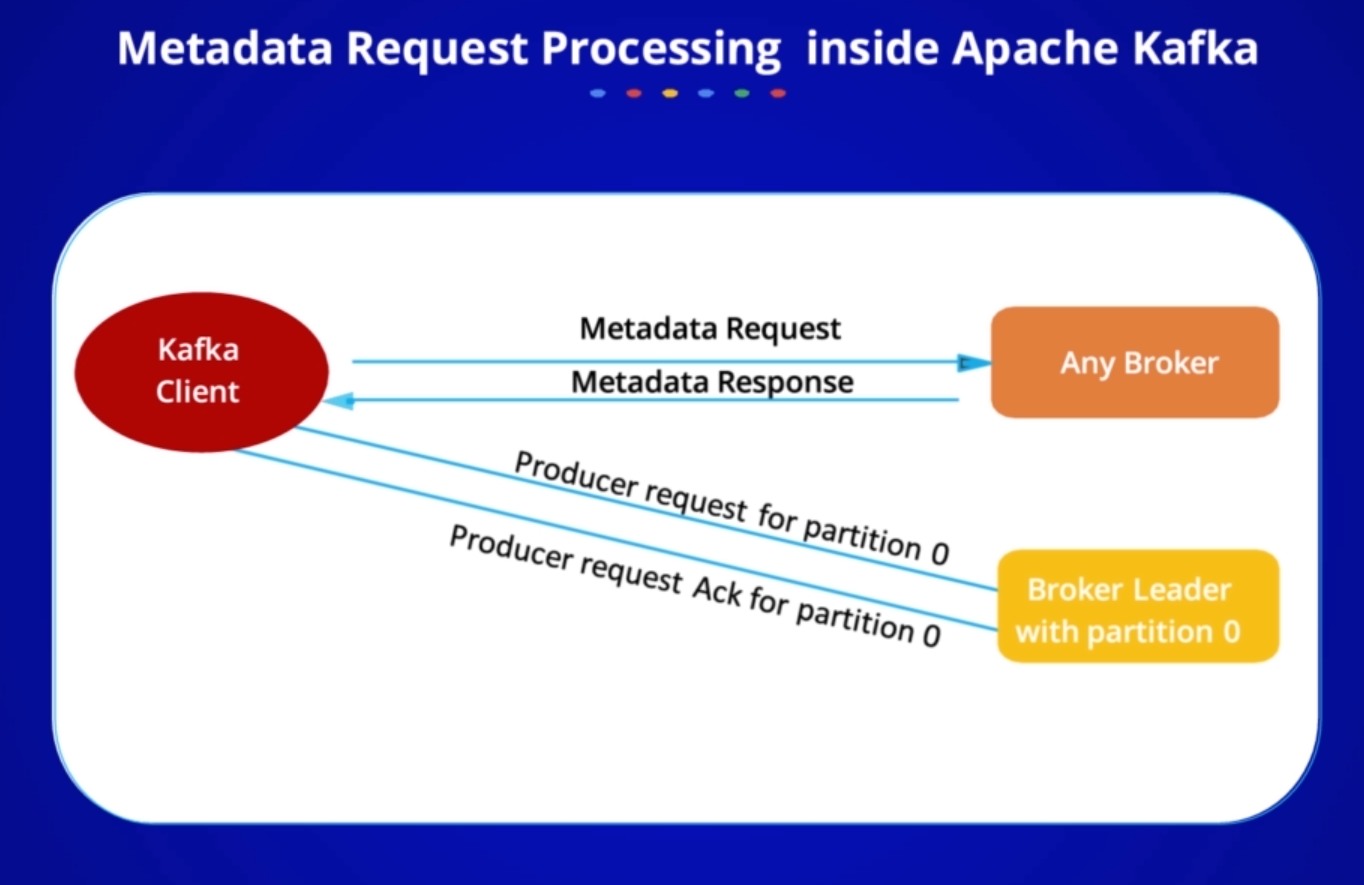 Metadata Request Processing inside Apache Kafka
Kafka
Client
Metadata Request
Metadata Response
Any Broker
Producer request for partition 0
Producer request Ack for partition 0
Broker Leader
with partition 0